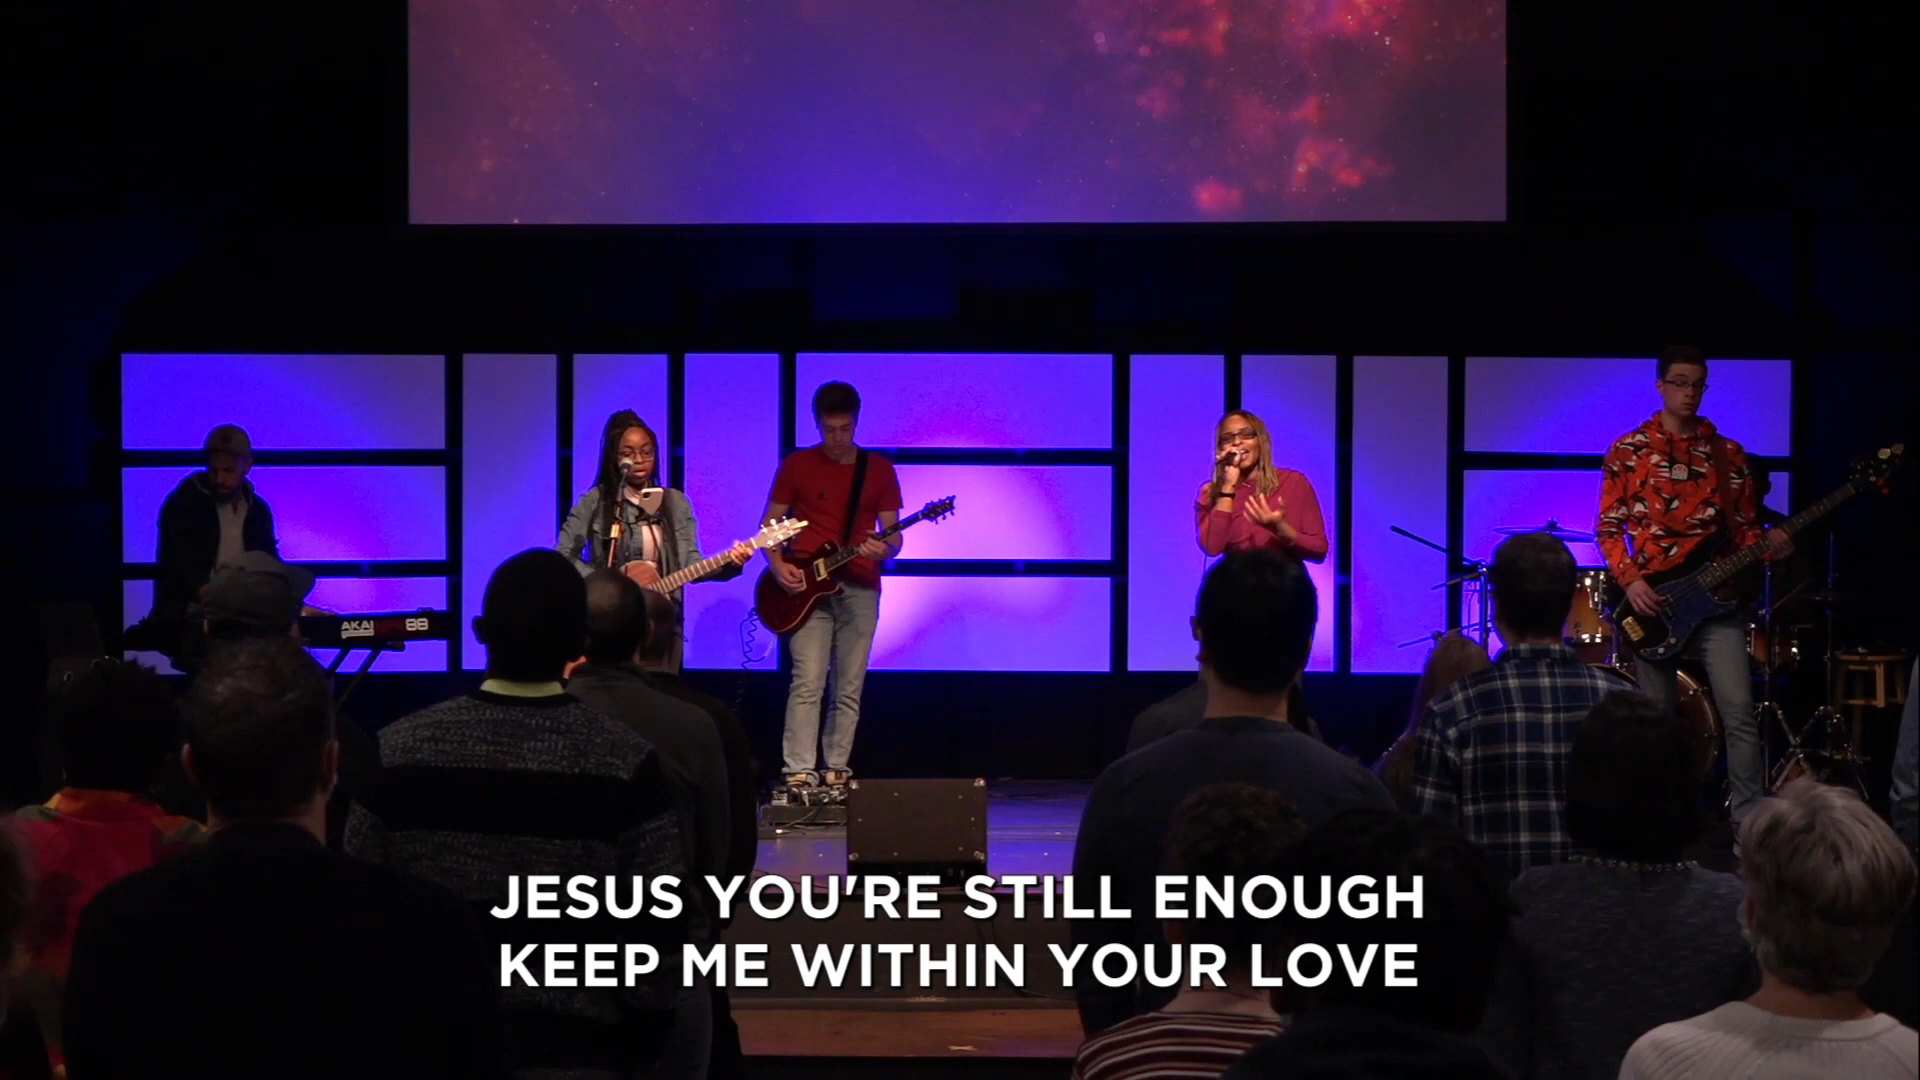 AKAI 88
JESUS YOU'RE STILL ENOUGH
KEEP ME WITHIN YOUR LOVE